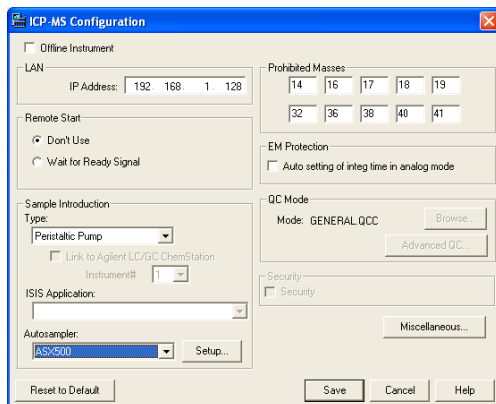 ICP-MS Configuration
Offline Instrument
LAN
IP Address: 192 . 168 . 1 . 128
Remote Start
Don't Use
Wait for Ready Signal
Sample Introduction
Type:
Peristaltic Pump
Link to Agilent LC/GC ChemStation
Instrument# 1
ISIS Application:
Autosampler:
ASX500 Setup...
Prohibited Masses
14 16 17 18 19
32 36 38 40 41
EM Protection
Auto setting of integ time in analog mode
QC Mode
Mode: GENERAL.QCC Browse...
Advanced QC...
Security
Security
Miscellaneous...
Reset to Default Save Cancel Help